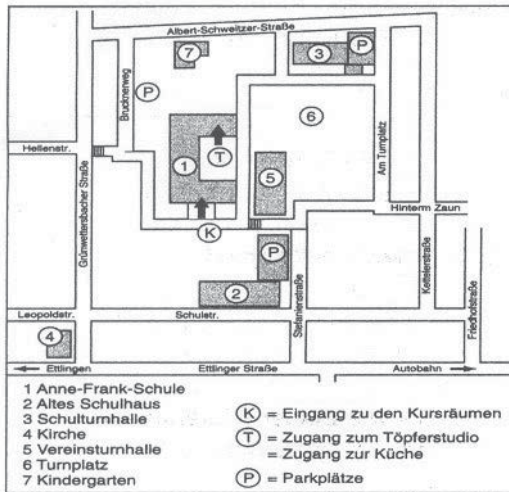 Albert-Schweitzer-Straße
7
3
P
Brucknerweg
P
6
Am Turnplatz
Hellenstr.
1
T
5
Grünwettersbacher Straße
Hinterm Zaun
K
P
Kettelerstraße
Friedhofstraße
2
Stefanienstraße
Leopoldstr.
Schulstr.
4
Ettlingen
Ettlinger Straße
Autobahn
1 Anne-Frank-Schule
2 Altes Schulhaus
3 Schulturnhalle
4 Kirche
5 Vereinsturnhalle
6 Turnplatz
7 Kindergarten
K = Eingang zu den Kursräumen
T = Zugang zum Töpferstudio
= Zugang zur Küche
P = Parkplätze